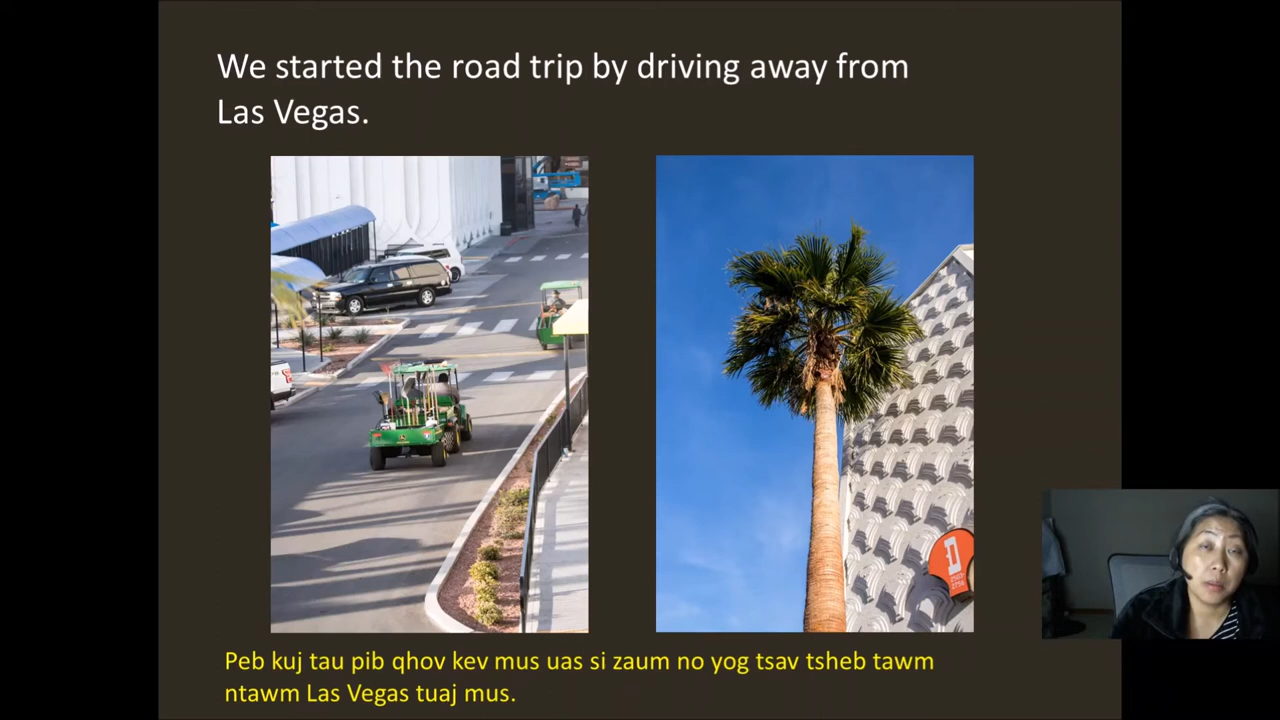 We started the road trip by driving away from
Las Vegas.
D
Peb kuj tau pib qhov kev mus uas si zaum no yog tsav tsheb tawm
ntawm Las Vegas tuaj mus.